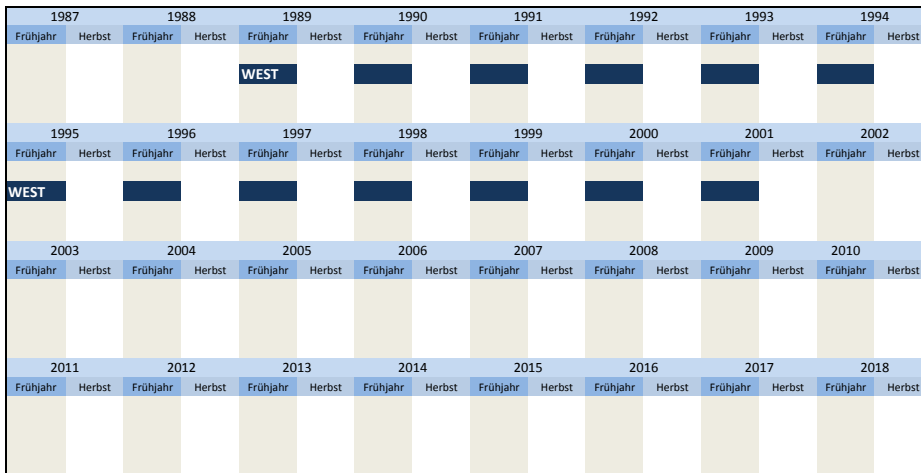 1987 1988 1989 1990 1991 1992 1993 1994
Frühjahr Herbst Frühjahr Herbst Frühjahr Herbst Frühjahr Herbst Frühjahr Herbst Frühjahr Herbst Frühjahr Herbst Frühjahr Herbst
WEST
1995 1996 1997 1998 1999 2000 2001 2002
Frühjahr Herbst Frühjahr Herbst Frühjahr Herbst Frühjahr Herbst Frühjahr Herbst Frühjahr Herbst Frühjahr Herbst Frühjahr Herbst
WEST
2003 2004 2005 2006 2007 2008 2009 2010
Frühjahr Herbst Frühjahr Herbst Frühjahr Herbst Frühjahr Herbst Frühjahr Herbst Frühjahr Herbst Frühjahr Herbst Frühjahr Herbst
2011 2012 2013 2014 2015 2016 2017 2018
Frühjahr Herbst Frühjahr Herbst Frühjahr Herbst Frühjahr Herbst Frühjahr Herbst Frühjahr Herbst Frühjahr Herbst Frühjahr Herbst